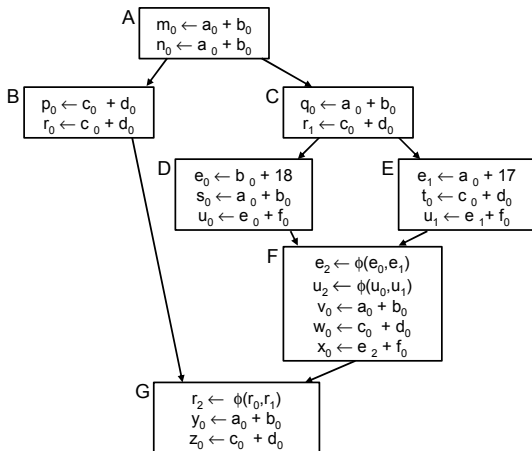 A
m₀ ← a₀ + b₀
n₀ ← a₀ + b₀
B
p₀ ← c₀ + d₀
r₀ ← c₀ + d₀
C
q₀ ← a₀ + b₀
r₁ ← c₀ + d₀
D
e₀ ← b₀ + 18
s₀ ← a₀ + b₀
u₀ ← e₀ + f₀
E
e₁ ← a₀ + 17
t₀ ← c₀ + d₀
u₁ ← e₁ + f₀
F
e₂ ← ϕ(e₀,e₁)
u₂ ← ϕ(u₀,u₁)
v₀ ← a₀ + b₀
w₀ ← c₀ + d₀
x₀ ← e₂ + f₀
G
r₂ ← ϕ(r₀,r₁)
y₀ ← a₀ + b₀
z₀ ← c₀ + d₀